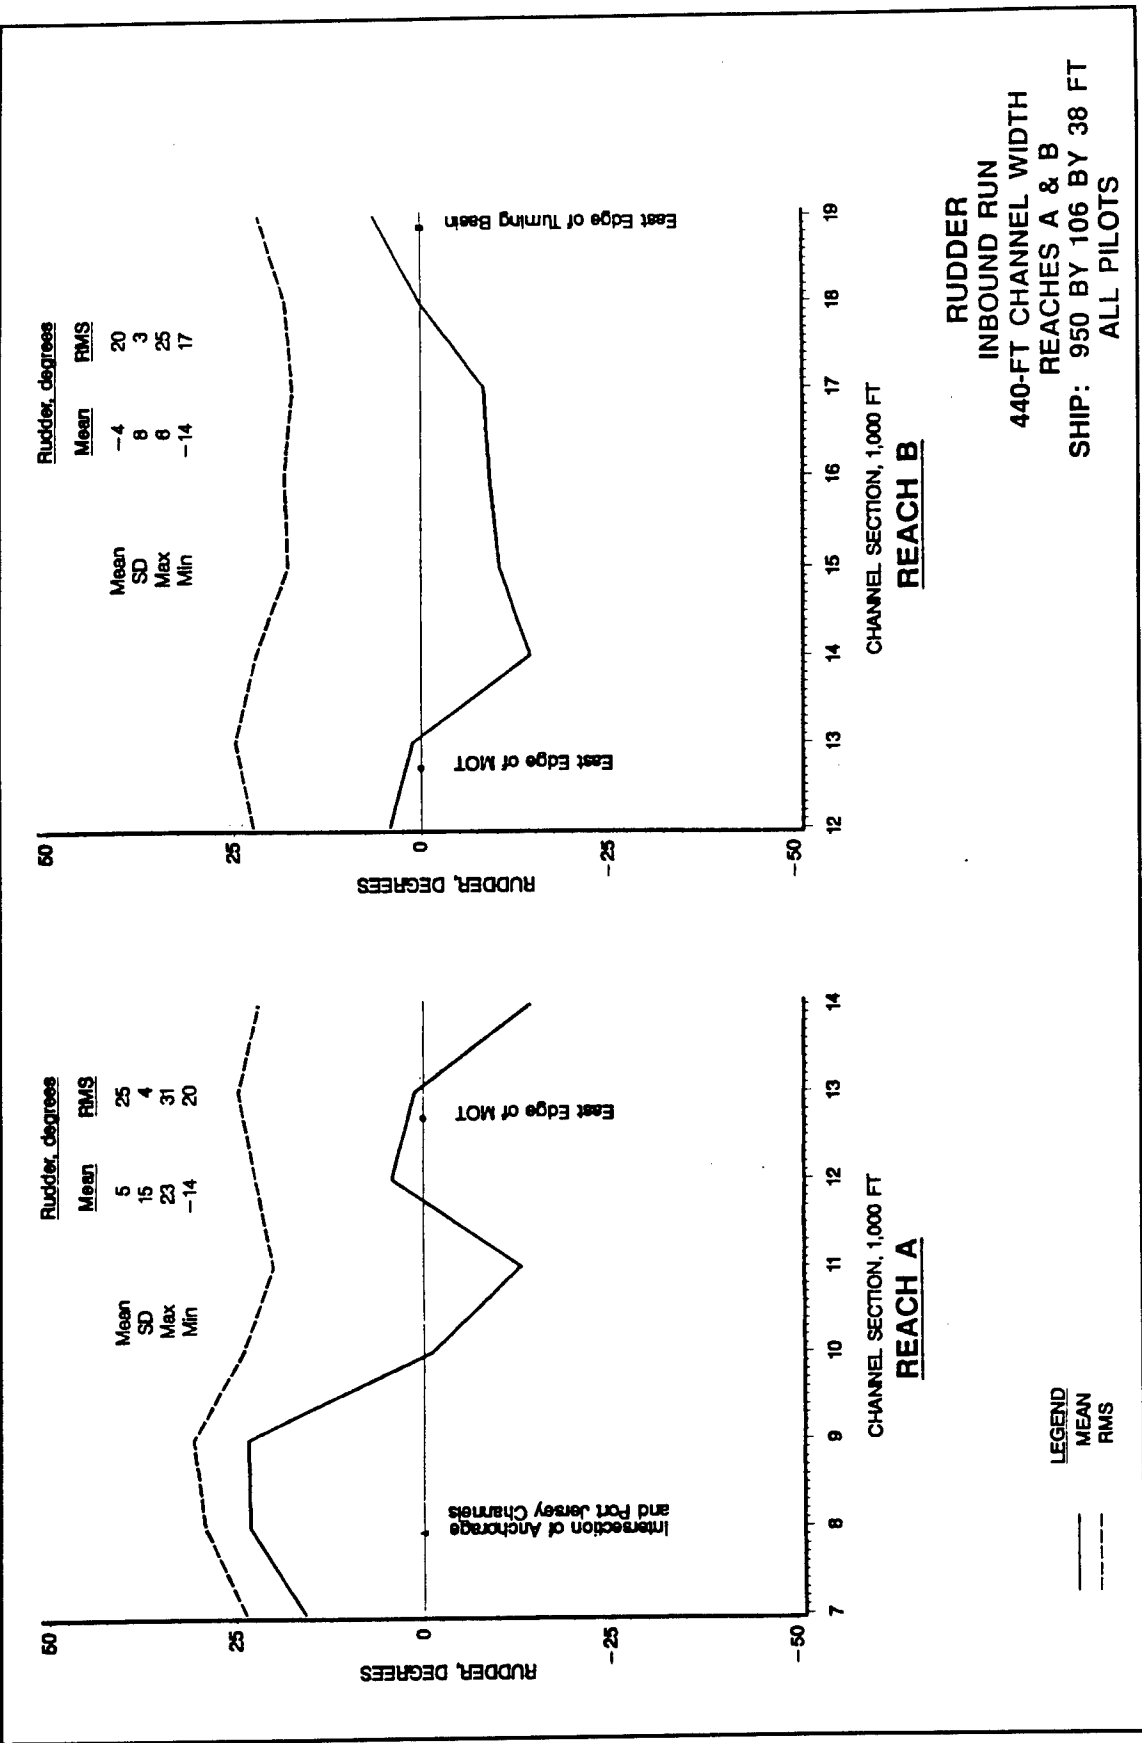 Rudder, degrees
Mean RMS
Mean 5 25
SD 15 4
Max 23 31
Min -14 20
50
25
0
-25
-50
RUDDER, DEGREES
Intersection of Anchorage
and Port Jersey Channels
East Edge of MOT
7 8 9 10 11 12 13 14
CHANNEL SECTION, 1,000 FT
REACH A
Rudder, degrees
Mean RMS
Mean -4 20
SD 8 3
Max 6 25
Min -14 17
50
25
0
-25
-50
RUDDER, DEGREES
East Edge of MOT
East Edge of Turning Basin
12 13 14 15 16 17 18 19
CHANNEL SECTION, 1,000 FT
REACH B
LEGEND
MEAN
RMS
RUDDER
INBOUND RUN
440-FT CHANNEL WIDTH
REACHES A & B
SHIP: 950 BY 106 BY 38 FT
ALL PILOTS